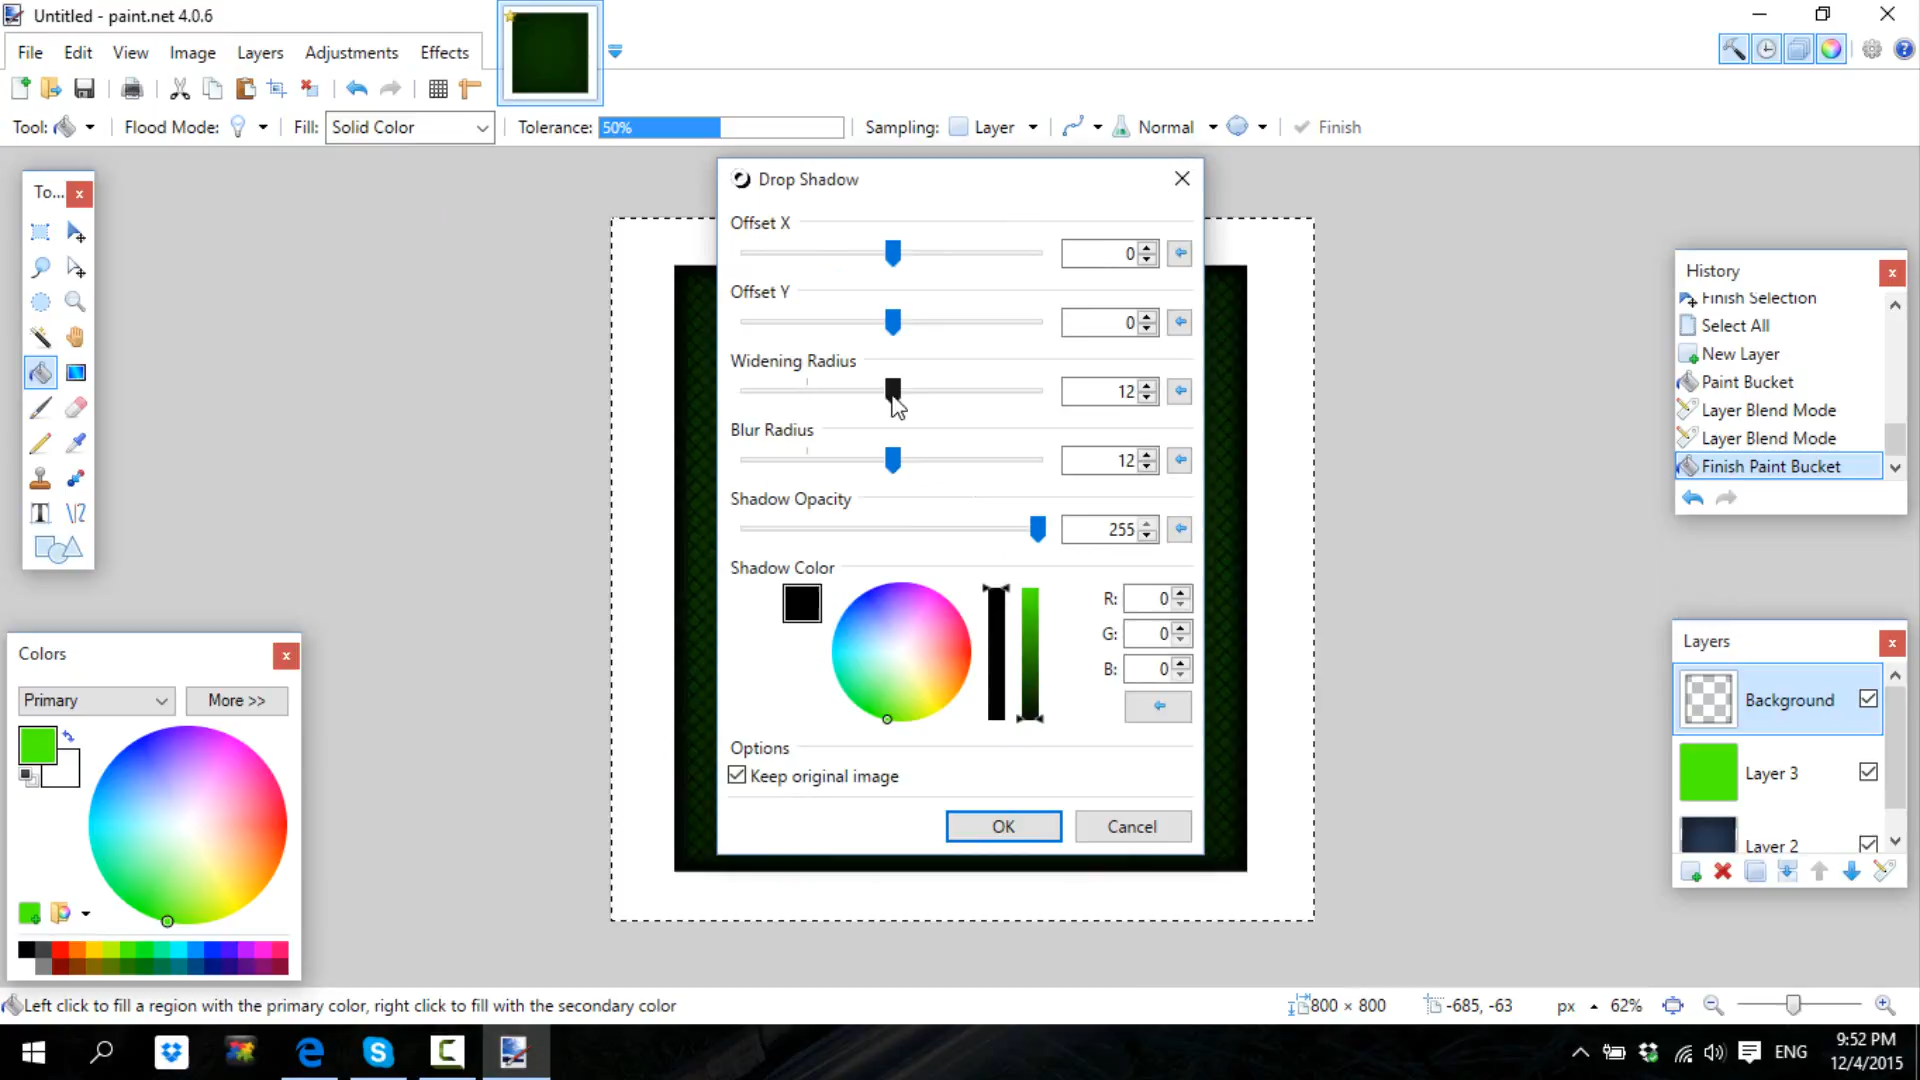 Untitled - paint.net 4.0.6
File Edit View Image Layers Adjustments Effects
Tool: Flood Mode: Fill: Solid Color Tolerance: 50% Sampling: Layer Normal Finish
To...
Drop Shadow
Offset X
0
Offset Y
0
Widening Radius
12
Blur Radius
12
Shadow Opacity
255
Shadow Color
R: 0
G: 0
B: 0
Options
Keep original image
OK Cancel
History
Finish Selection
Select All
New Layer
Paint Bucket
Layer Blend Mode
Layer Blend Mode
Finish Paint Bucket
Colors
Primary More >>
Layers
Background
Layer 3
Layer 2
Left click to fill a region with the primary color, right click to fill with the secondary color
800 × 800 -685, -63 px 62%
ENG
9:52 PM
12/4/2015